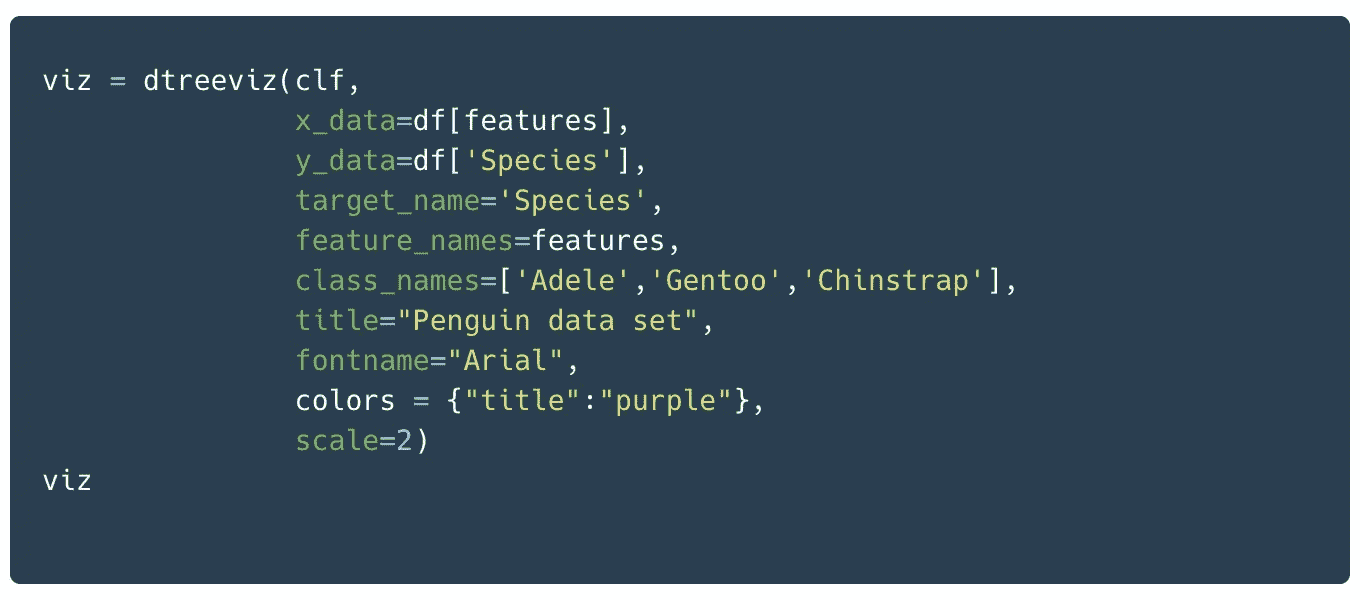 viz = dtreeviz(clf,
x_data=df[features],
y_data=df['Species'],
target_name='Species',
feature_names=features,
class_names=['Adele','Gentoo','Chinstrap'],
title="Penguin data set",
fontname="Arial",
colors = {"title":"purple"},
scale=2)
viz